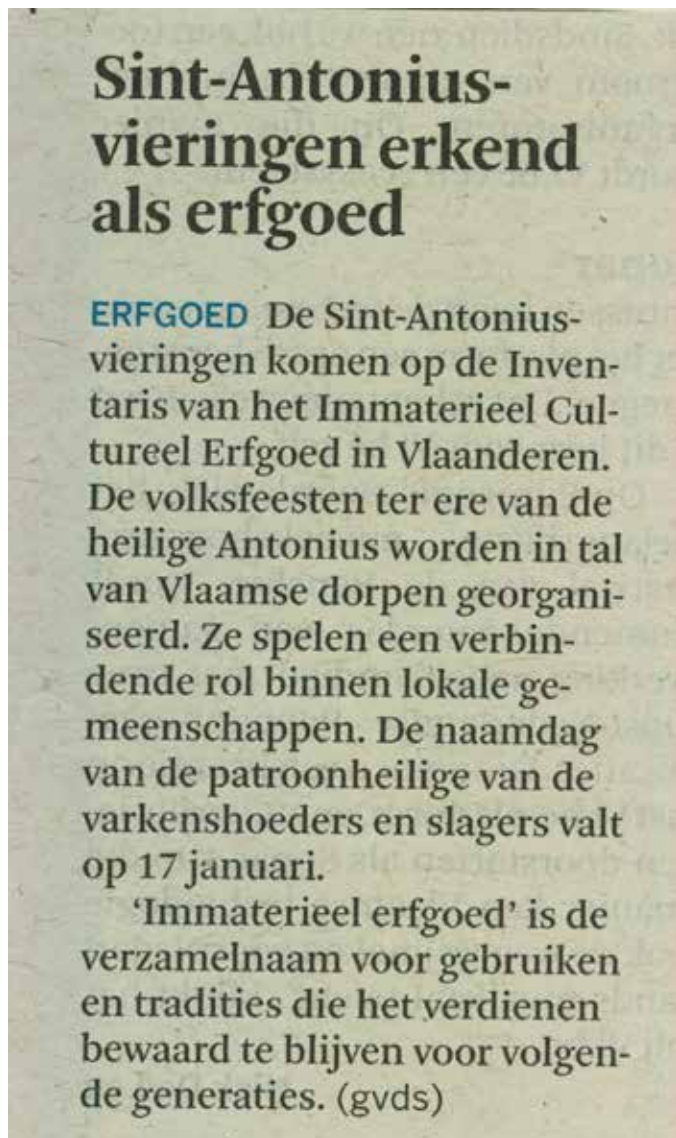 Sint-Antonius-
vieringen erkend
als erfgoed
ERFGOED De Sint-Antonius-
vieringen komen op de Inven-
taris van het Immaterieel Cul-
tureel Erfgoed in Vlaanderen.
De volksfeesten ter ere van de
heilige Antonius worden in tal
van Vlaamse dorpen georgani-
seerd. Ze spelen een verbin-
dende rol binnen lokale ge-
meenschappen. De naamdag
van de patroonheilige van de
varkenshoeders en slagers valt
op 17 januari.
‘Immaterieel erfgoed’ is de
verzamelnaam voor gebruiken
en tradities die het verdienen
bewaard te blijven voor volgen-
de generaties. (gvds)